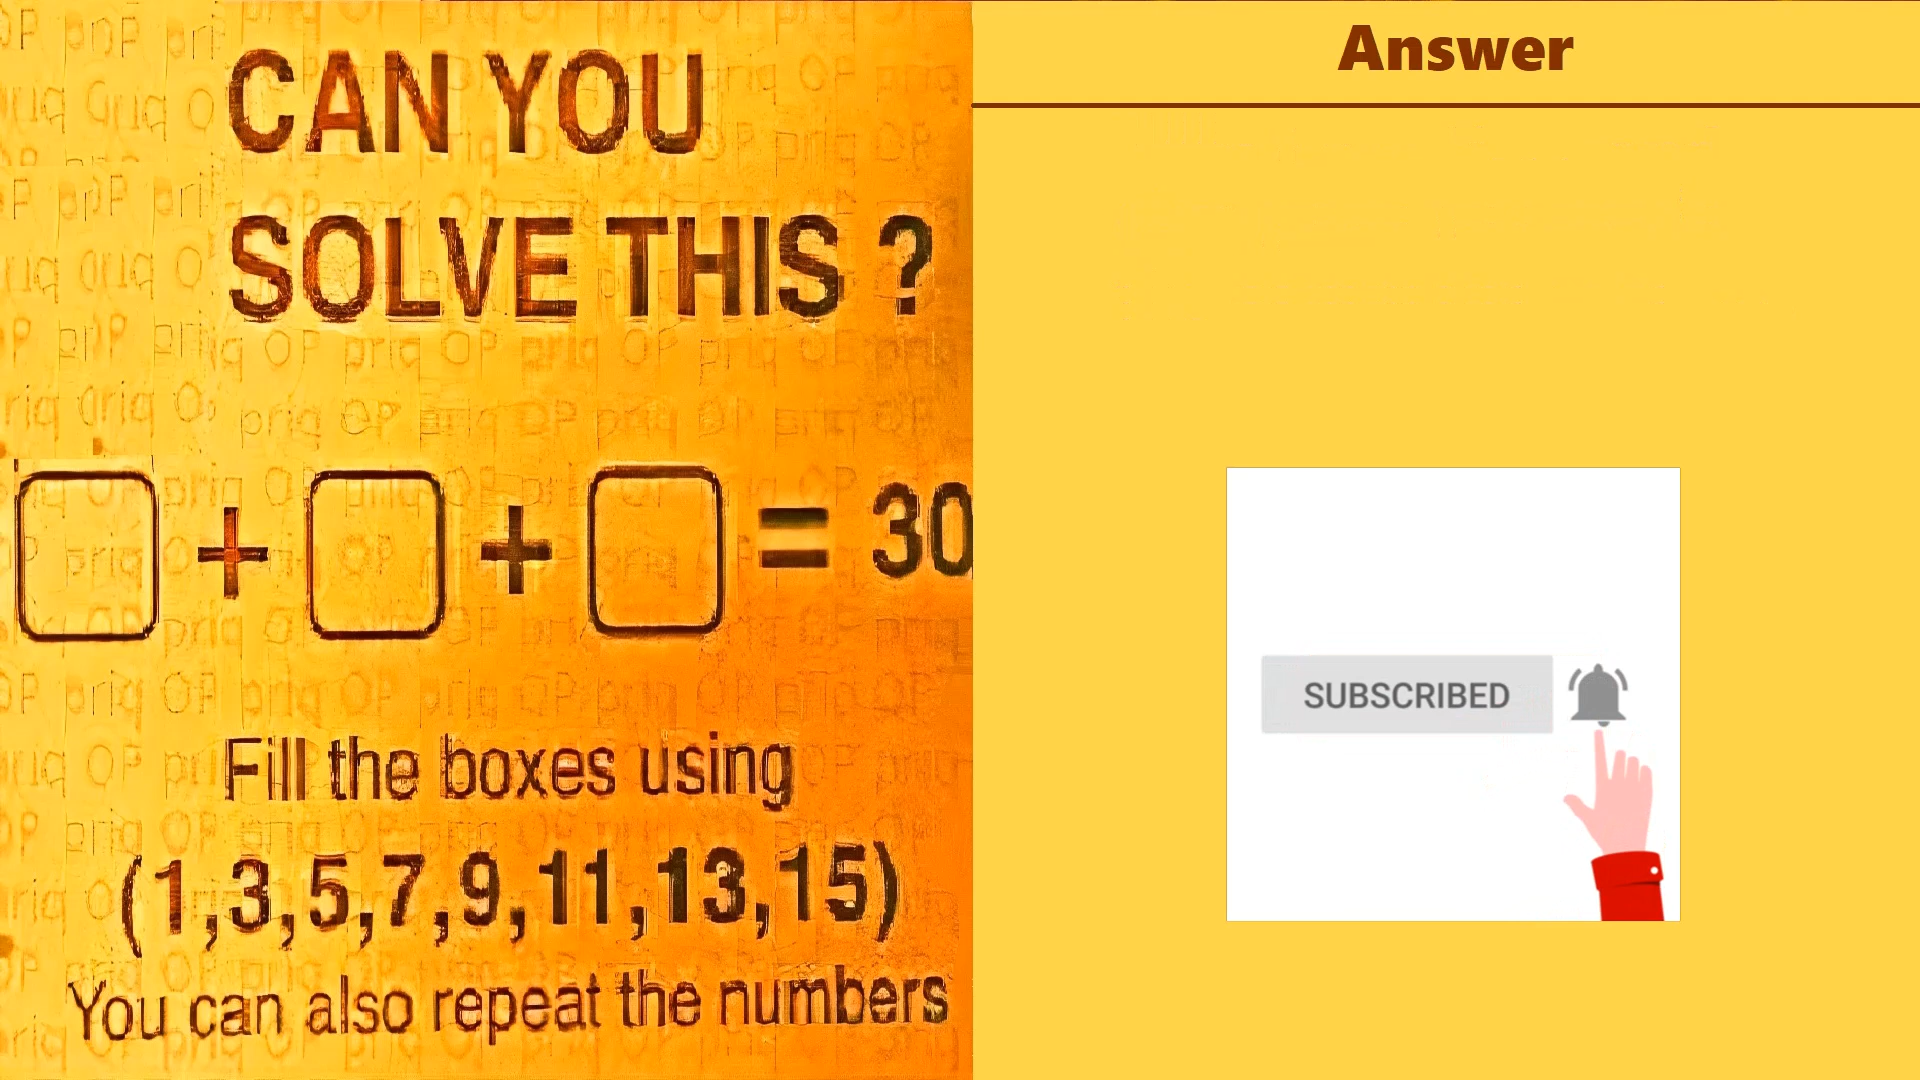 CAN YOU
SOLVE THIS ?
+ + = 30
Fill the boxes using
(1,3,5,7,9,11,13,15)
You can also repeat the numbers
Answer
SUBSCRIBED